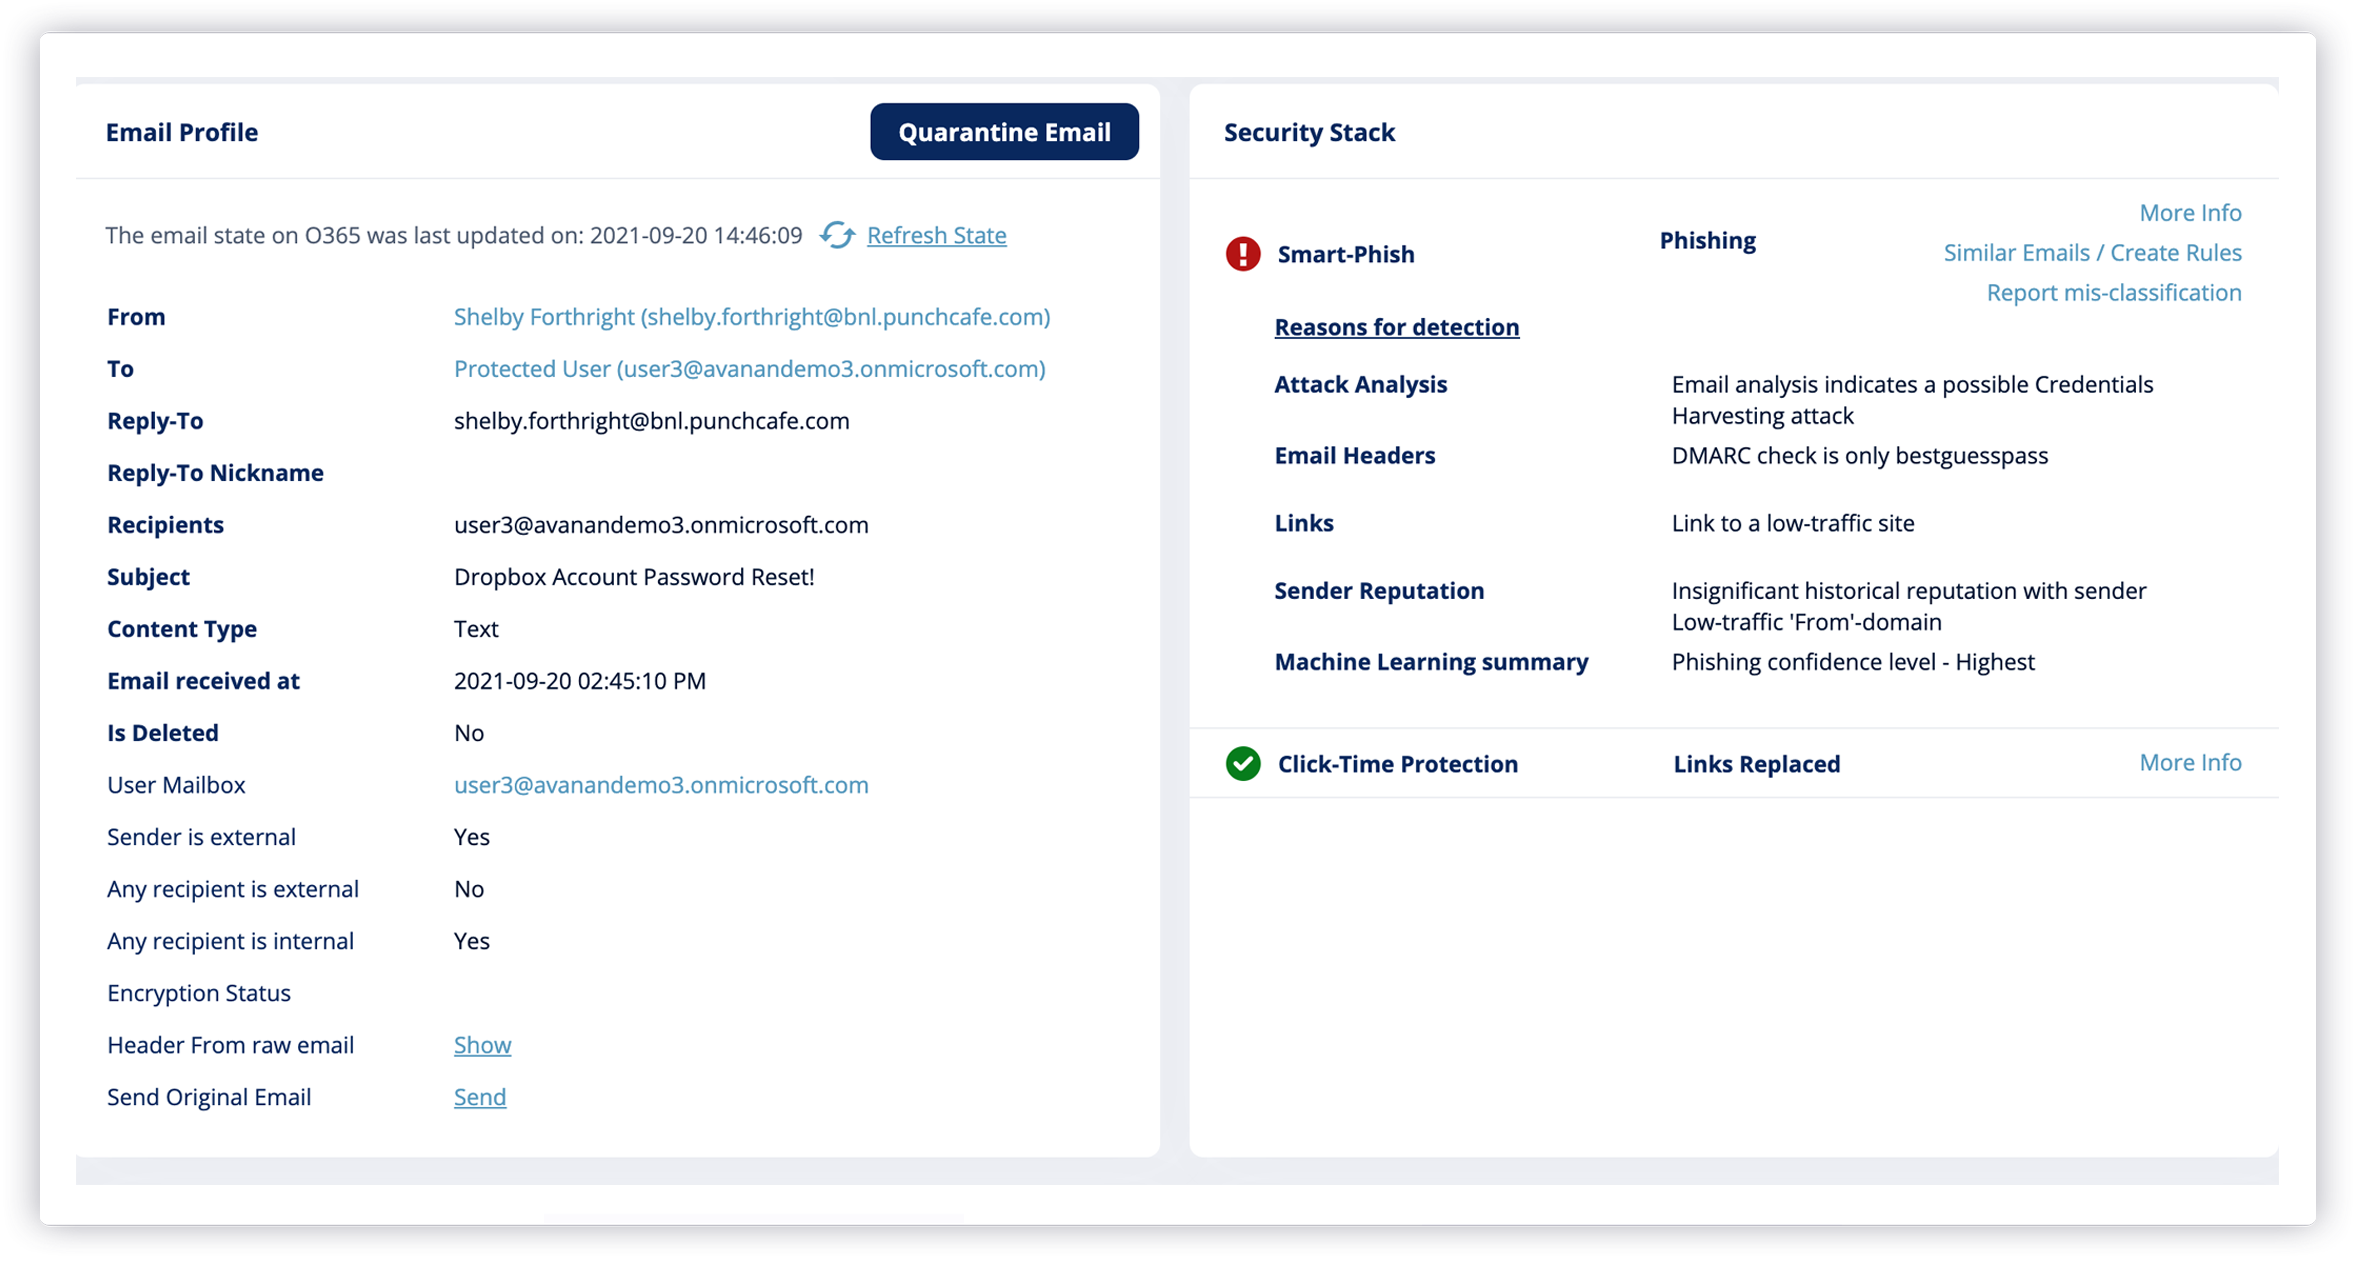 Email Profile
Quarantine Email
The email state on O365 was last updated on: 2021-09-20 14:46:09 Refresh State
From Shelby Forthright (shelby.forthright@bnl.punchcafe.com)
To Protected User (user3@avanandemo3.onmicrosoft.com)
Reply-To shelby.forthright@bnl.punchcafe.com
Reply-To Nickname
Recipients user3@avanandemo3.onmicrosoft.com
Subject Dropbox Account Password Reset!
Content Type Text
Email received at 2021-09-20 02:45:10 PM
Is Deleted No
User Mailbox user3@avanandemo3.onmicrosoft.com
Sender is external Yes
Any recipient is external No
Any recipient is internal Yes
Encryption Status
Header From raw email Show
Send Original Email Send
Security Stack
Smart-Phish Phishing
More Info
Similar Emails / Create Rules
Report mis-classification
Reasons for detection
Attack Analysis Email analysis indicates a possible Credentials
Harvesting attack
Email Headers DMARC check is only bestguesspass
Links Link to a low-traffic site
Sender Reputation Insignificant historical reputation with sender
Low-traffic 'From'-domain
Machine Learning summary Phishing confidence level - Highest
Click-Time Protection Links Replaced More Info